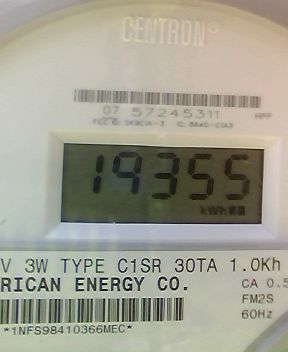 CENTRON®
07 57245311 HPP
19355
kWh
V 3W TYPE C1SR 30TA 1.0Kh
RICAN ENERGY CO.
CA 0.5
FM2S
60Hz
*1NFS98410366MEC*